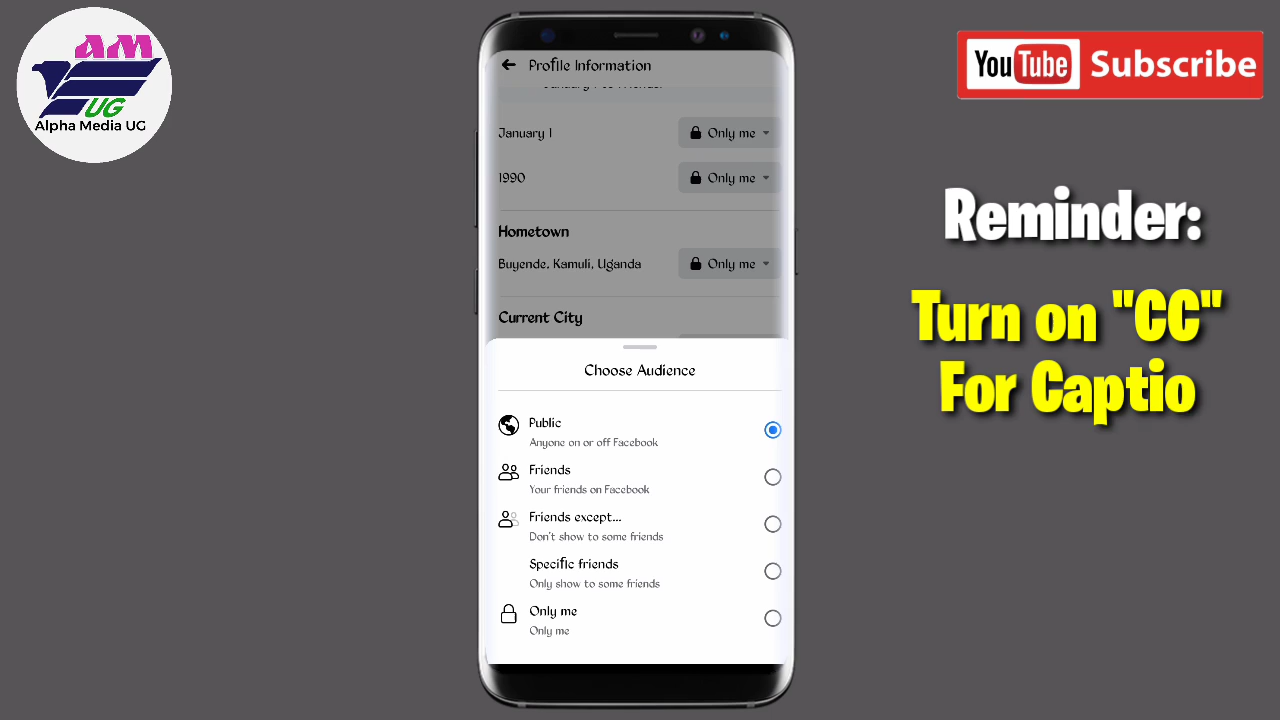 AM
UG
Alpha Media UG
YouTube Subscribe
Profile Information
January 1
Only me
1990
Only me
Hometown
Buyende, Kamuli, Uganda
Only me
Current City
Choose Audience
Public
Anyone on or off Facebook
Friends
Your friends on Facebook
Friends except...
Don't show to some friends
Specific friends
Only show to some friends
Only me
Only me
Reminder:
Turn on "CC"
For Captio